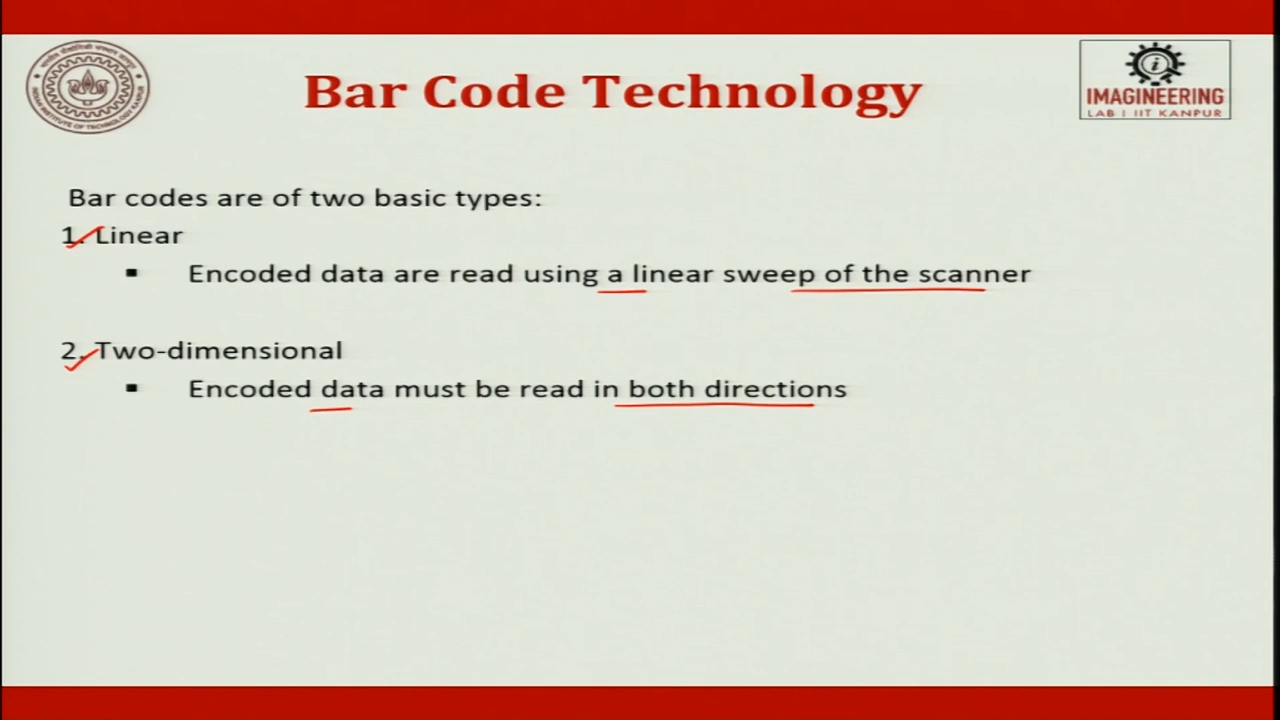 Bar Code Technology
IMAGINEERING
LAB | IIT KANPUR
Bar codes are of two basic types:
1. Linear
▪ Encoded data are read using a linear sweep of the scanner
2. Two-dimensional
▪ Encoded data must be read in both directions